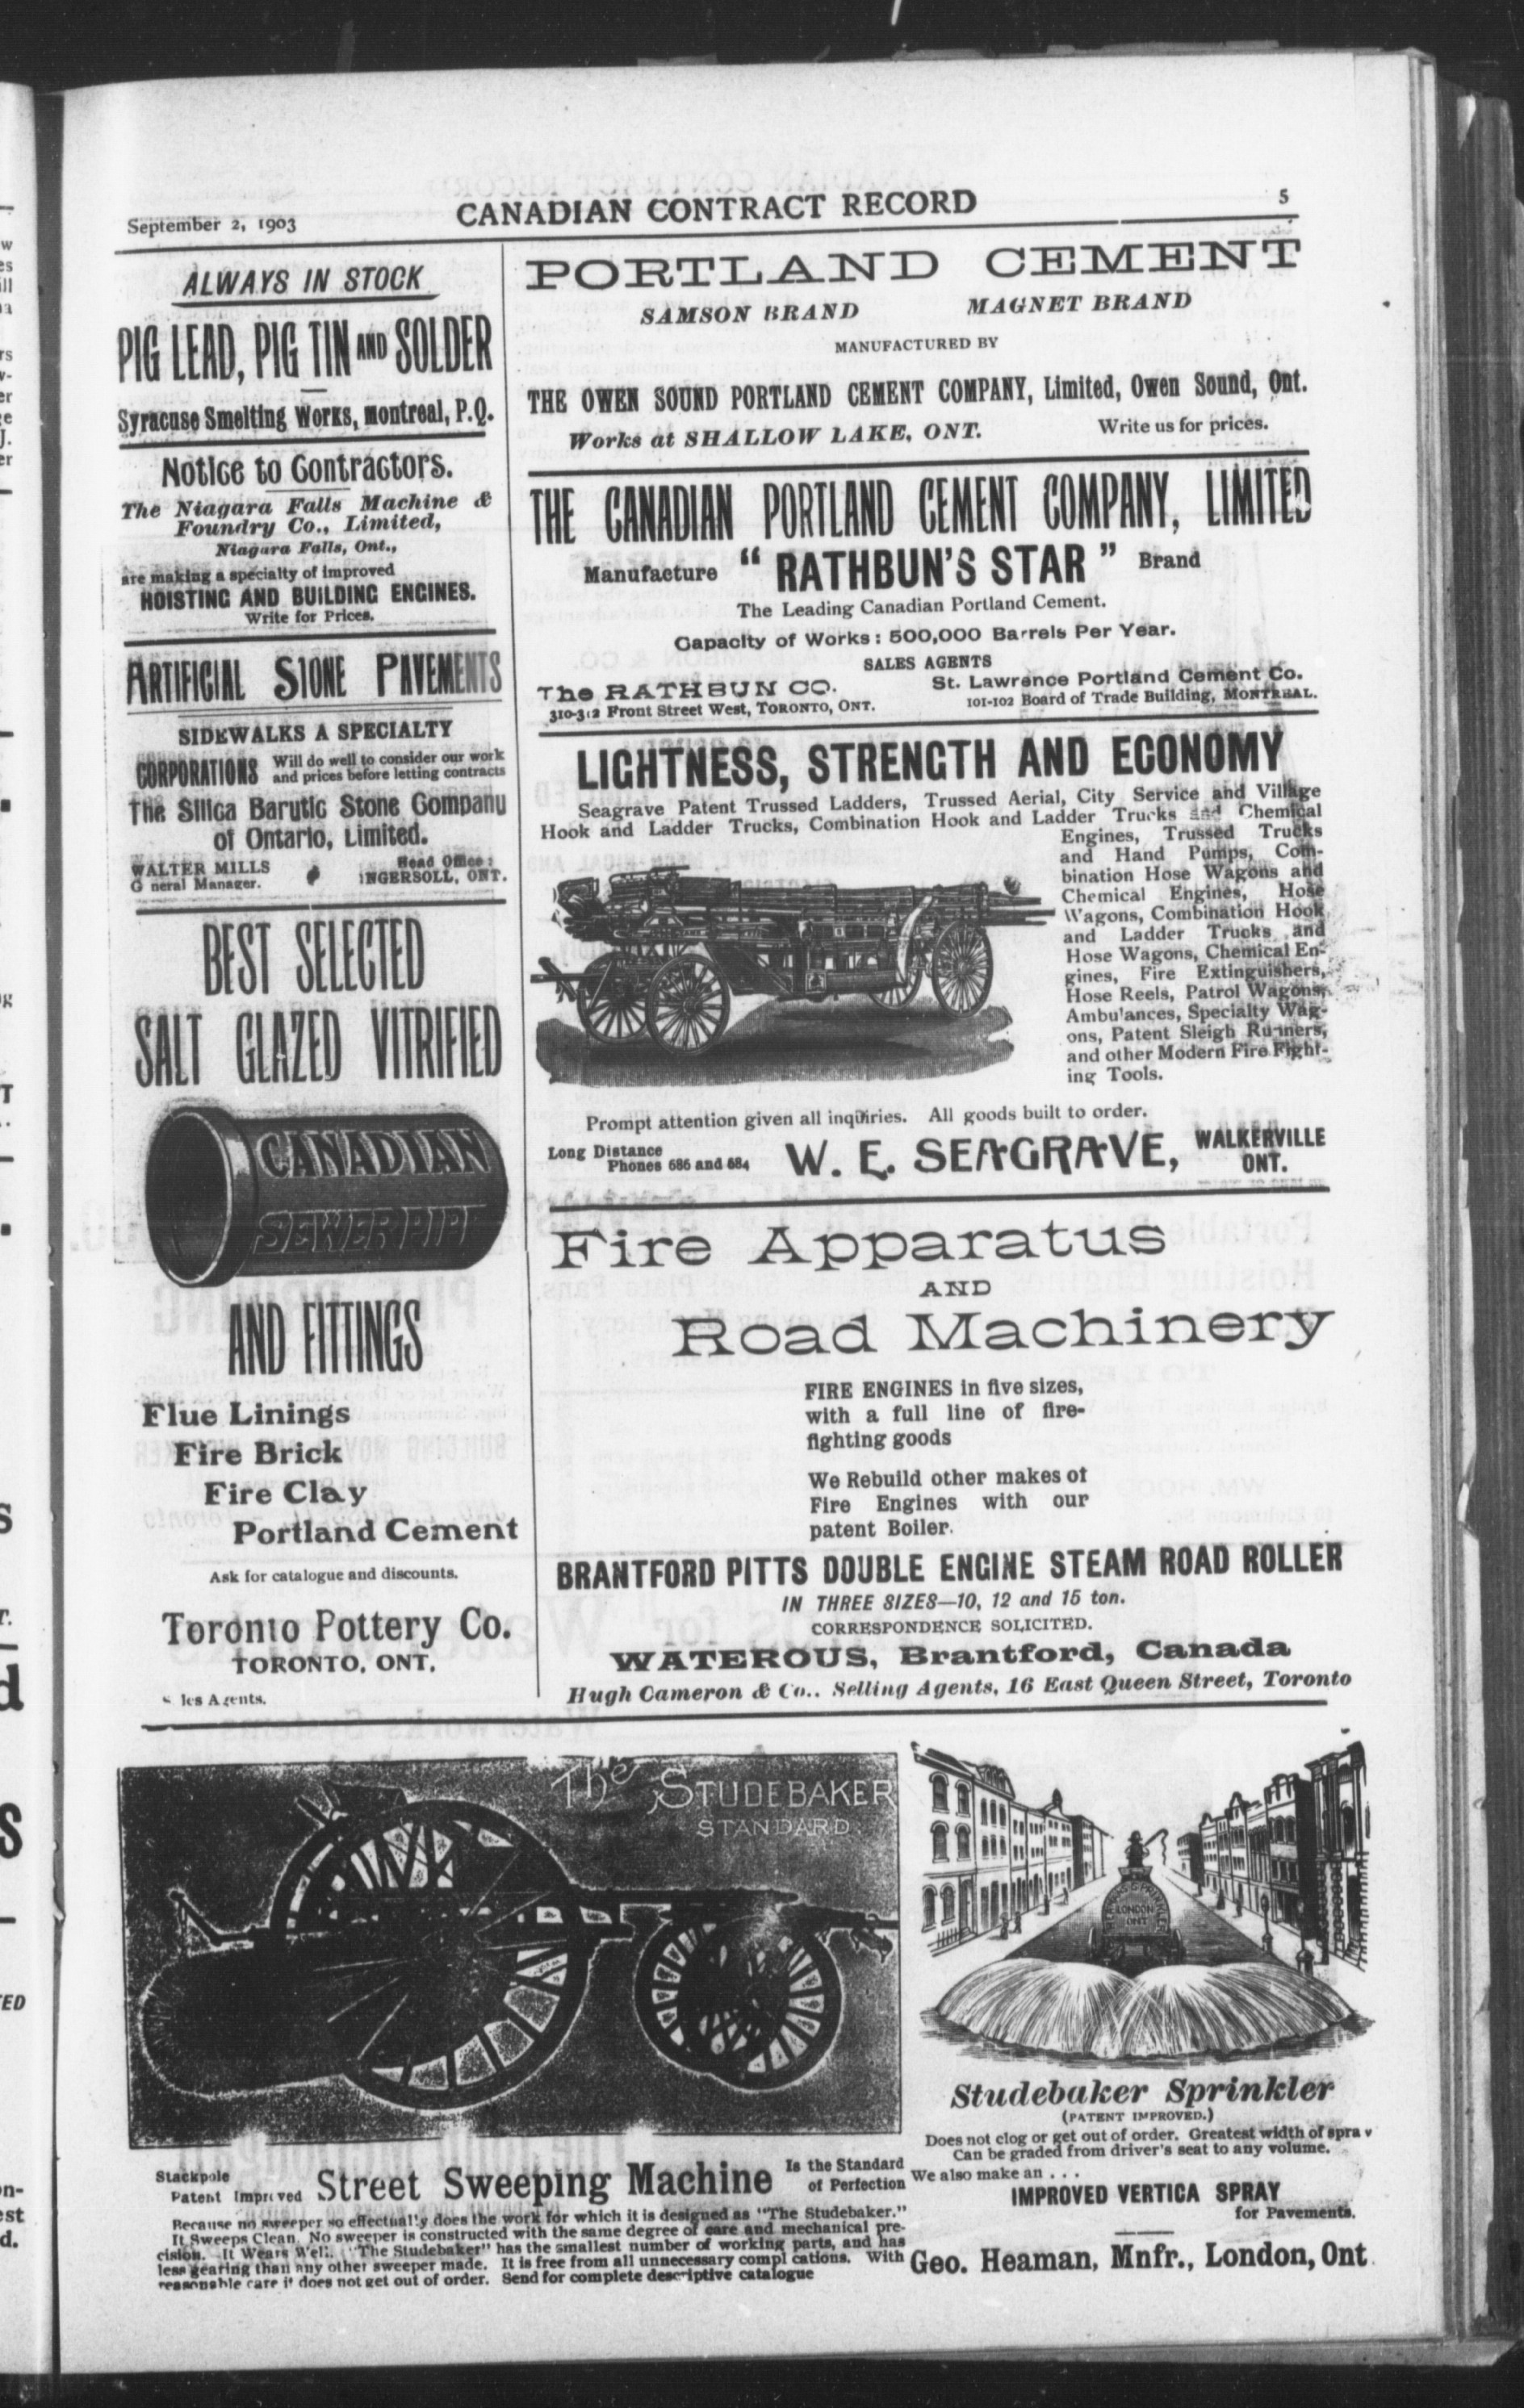 September 2, 1903
CANADIAN CONTRACT RECORD
5
ALWAYS IN STOCK
PIG LEAD, PIG TIN AND SOLDER
Syracuse Smelting Works, Montreal, P.Q.
Notice to Contractors.
The Niagara Falls Machine &
Foundry Co., Limited,
Niagara Falls, Ont.,
are making a specialty of improved
HOISTING AND BUILDING ENGINES.
Write for Prices.
ARTIFICIAL STONE PAVEMENTS
SIDEWALKS A SPECIALTY
CORPORATIONS Will do well to consider our work
and prices before letting contracts
The Silica Barytic Stone Company
of Ontario, Limited.
WALTER MILLS
G neral Manager.
Head Office:
INGERSOLL, ONT.
BEST SELECTED
SALT GLAZED VITRIFIED
CANADIAN
SEWER PIPE
AND FITTINGS
Flue Linings
Fire Brick
Fire Clay
Portland Cement
Ask for catalogue and discounts.
Toronto Pottery Co.
TORONTO, ONT.
les Agents.
PORTLAND CEMENT
SAMSON BRAND MAGNET BRAND
MANUFACTURED BY
THE OWEN SOUND PORTLAND CEMENT COMPANY, Limited, Owen Sound, Ont.
Works at SHALLOW LAKE, ONT. Write us for prices.
THE CANADIAN PORTLAND CEMENT COMPANY, LIMITED
Manufacture "RATHBUN'S STAR" Brand
The Leading Canadian Portland Cement.
Capacity of Works: 500,000 Barrels Per Year.
SALES AGENTS
The RATHBUN CO.
310-312 Front Street West, TORONTO, ONT.
St. Lawrence Portland Cement Co.
101-102 Board of Trade Building, MONTREAL.
LIGHTNESS, STRENGTH AND ECONOMY
Seagrave Patent Trussed Ladders, Trussed Aerial, City Service and Village
Hook and Ladder Trucks, Combination Hook and Ladder Trucks and Chemical
Engines, Trussed Trucks
and Hand Pumps, Com-
bination Hose Wagons and
Chemical Engines, Hose
Wagons, Combination Hook
and Ladder Trucks and
Hose Wagons, Chemical En-
gines, Fire Extinguishers,
Hose Reels, Patrol Wagons,
Ambulances, Specialty Wag-
ons, Patent Sleigh Runners,
and other Modern Fire Fight-
ing Tools.
Prompt attention given all inquiries. All goods built to order.
Long Distance
Phones 686 and 684
W. E. SEAGRAVE, WALKERVILLE
ONT.
Fire Apparatus
AND
Road Machinery
FIRE ENGINES in five sizes,
with a full line of fire-
fighting goods
We Rebuild other makes of
Fire Engines with our
patent Boiler.
BRANTFORD PITTS DOUBLE ENGINE STEAM ROAD ROLLER
IN THREE SIZES—10, 12 and 15 ton.
CORRESPONDENCE SOLICITED.
WATEROUS, Brantford, Canada
Hugh Cameron & Co., Selling Agents, 16 East Queen Street, Toronto
The STUDEBAKER
STANDARD
Stackpole
Patent Improved
Street Sweeping Machine
Is the Standard
of Perfection
Because no sweeper so effectually does the work for which it is designed as "The Studebaker."
It Sweeps Clean. No sweeper is constructed with the same degree of care and mechanical pre-
cision. It Wears Well. "The Studebaker" has the smallest number of working parts, and has
less gearing than any other sweeper made. It is free from all unnecessary compl cations. With
reasonable care it does not get out of order. Send for complete descriptive catalogue
LONDON
ONT
Studebaker Sprinkler
(PATENT IMPROVED.)
Does not clog or get out of order. Greatest width of spray
Can be graded from driver's seat to any volume.
We also make an . . .
IMPROVED VERTICA SPRAY
for Pavements.
Geo. Heaman, Mnfr., London, Ont.